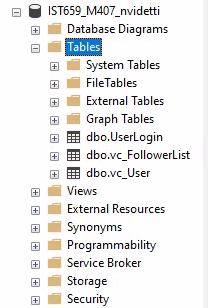 IST659_M407_nvidetti
Database Diagrams
Tables
System Tables
FileTables
External Tables
Graph Tables
dbo.UserLogin
dbo.vc_FollowerList
dbo.vc_User
Views
External Resources
Synonyms
Programmability
Service Broker
Storage
Security